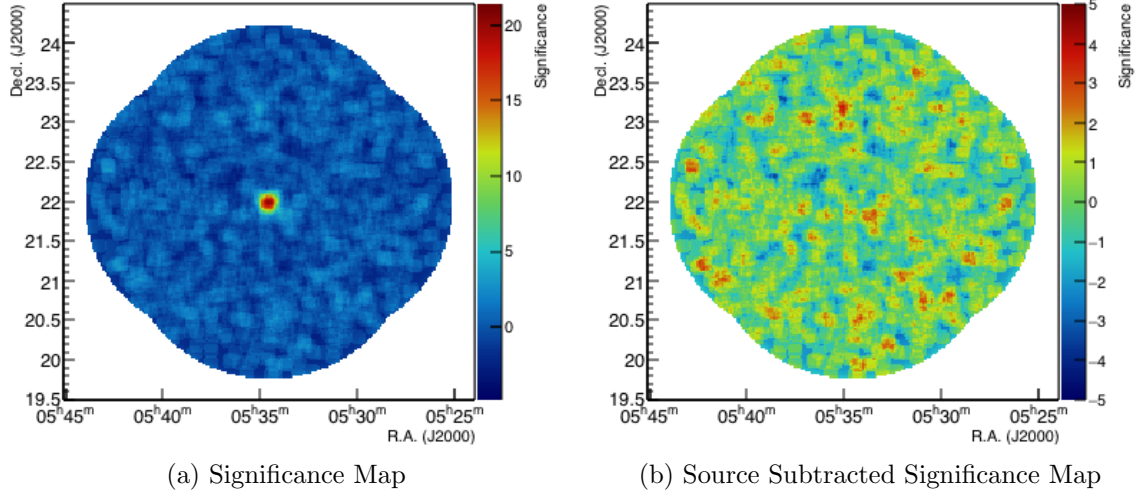 Decl. (J2000)
24
23.5
23
22.5
22
21.5
21
20.5
20
19.5
05ʰ45ᵐ
05ʰ40ᵐ
05ʰ35ᵐ
05ʰ30ᵐ
05ʰ24ᵐ
R.A. (J2000)
Significance
20
15
10
5
0
(a) Significance Map
Decl. (J2000)
24
23.5
23
22.5
22
21.5
21
20.5
20
19.5
05ʰ45ᵐ
05ʰ40ᵐ
05ʰ35ᵐ
05ʰ30ᵐ
05ʰ24ᵐ
R.A. (J2000)
Significance
5
4
3
2
1
0
−1
−2
−3
−4
−5
(b) Source Subtracted Significance Map